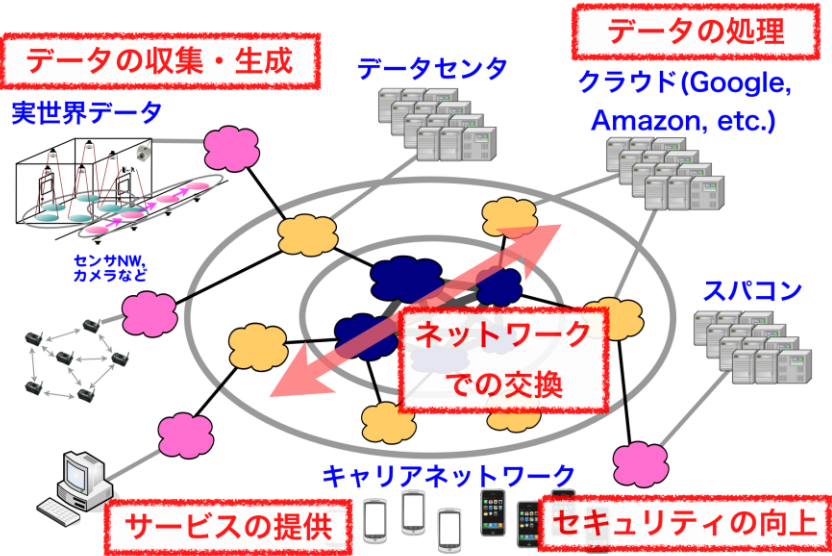 データの収集・生成
データの処理
データセンタ
クラウド(Google,
Amazon, etc.)
実世界データ
センサNW,
カメラなど
スパコン
ネットワーク
での交換
キャリアネットワーク
サービスの提供
セキュリティの向上